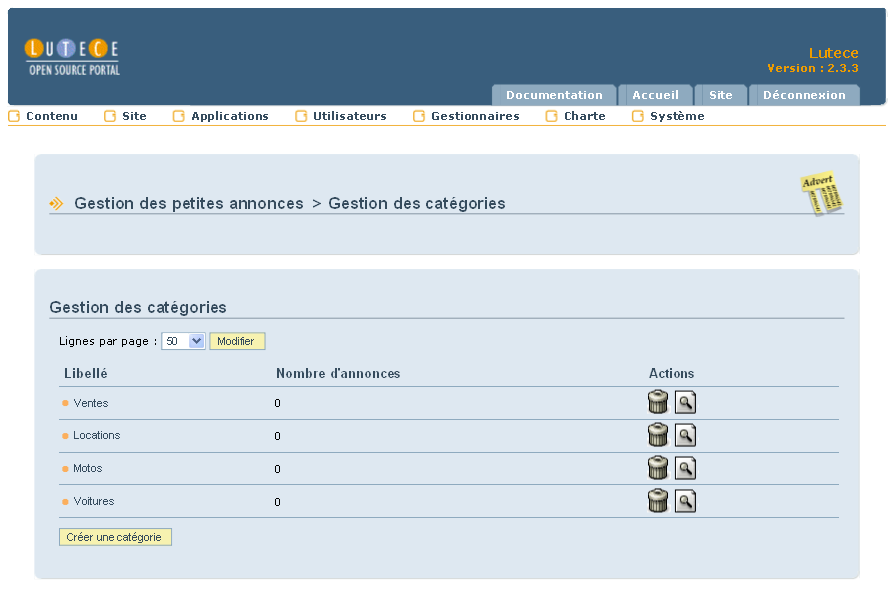 LUTECE
OPEN SOURCE PORTAL
Lutece
Version : 2.3.3
Documentation Accueil Site Déconnexion
Contenu Site Applications Utilisateurs Gestionnaires Charte Système
Gestion des petites annonces > Gestion des catégories
Advert
Gestion des catégories
Lignes par page : 50 Modifier
Libellé Nombre d'annonces Actions
Ventes 0
Locations 0
Motos 0
Voitures 0
Créer une catégorie